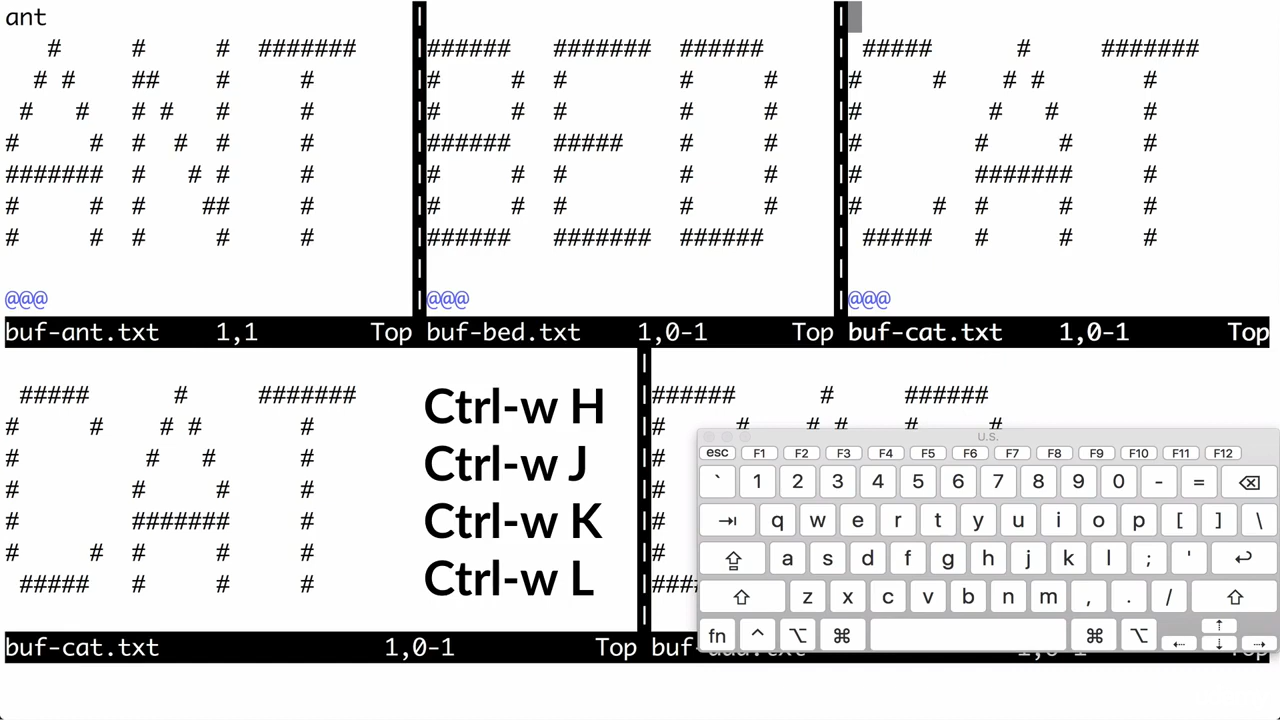 ant
@@@
@@@
@@@
buf-ant.txt 1,1 Top
buf-bed.txt 1,0-1 Top
buf-cat.txt 1,0-1 Top
Ctrl-w H
Ctrl-w J
Ctrl-w K
Ctrl-w L
buf-cat.txt 1,0-1 Top
U.S.
esc F1 F2 F3 F4 F5 F6 F7 F8 F9 F10 F11 F12
` 1 2 3 4 5 6 7 8 9 0 - =
q w e r t y u i o p [ ] \
a s d f g h j k l ; '
z x c v b n m , . /
fn ^ ⌥ ⌘ ⌘ ⌥